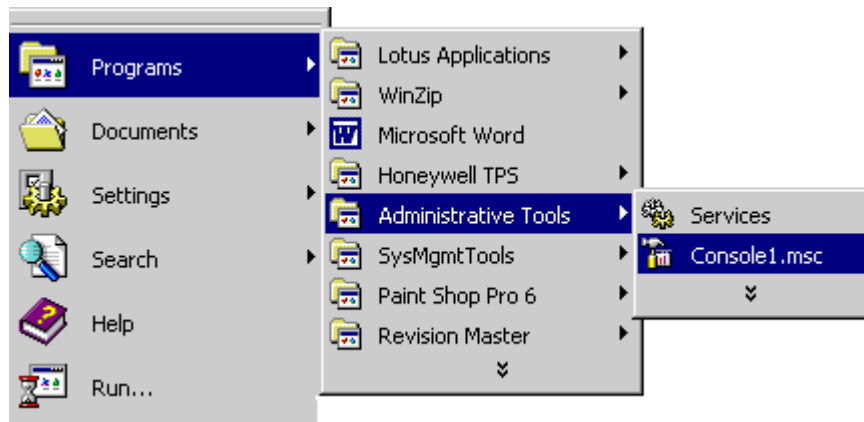 Programs
Documents
Settings
Search
Help
Run...
Lotus Applications
WinZip
Microsoft Word
Honeywell TPS
Administrative Tools
SysMgmtTools
Paint Shop Pro 6
Revision Master
Services
Console1.msc